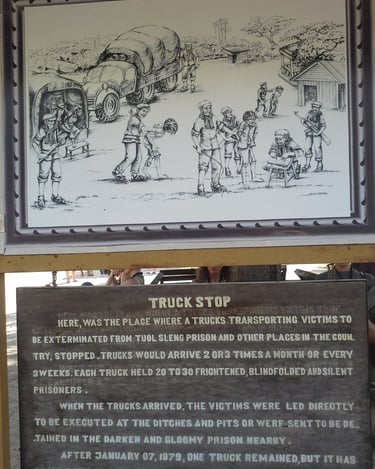 TRUCK STOP
HERE, WAS THE PLACE WHERE A TRUCKS TRANSPORTING VICTIMS TO
BE EXTERMINATED FROM TUOL SLENG PRISON AND OTHER PLACES IN THE COUN.
TRY, STOPPED. TRUCKS WOULD ARRIVE 2 OR 3 TIMES A MONTH OR EVERY
3WEEKS. EACH TRUCK HELD 20 TO 30 FRIGHTENED, BLINDFOLDED AND SILENT
PRISONERS.
WHEN THE TRUCKS ARRIVED, THE VICTIMS WERE LED DIRECTLY
TO BE EXECUTED AT THE DITCHES AND PITS OR WERE SENT TO BE DE.
TAINED IN THE DARKEN AND GLOOMY PRISON NEARBY.
AFTER JANUARY 07, 1979, ONE TRUCK REMAINED, BUT IT HAS